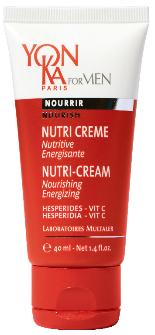 YON
KA FOR MEN
PARIS
NOURRIR
NOURISH
NUTRI CREME
Nutritive
Energisante
NUTRI-CREAM
Nourishing
Energizing
HESPERIDES - VIT C
HESPERIDIA - VIT C
LABORATOIRES MULTALER
e 40 ml - Net 1.4 fl.oz.